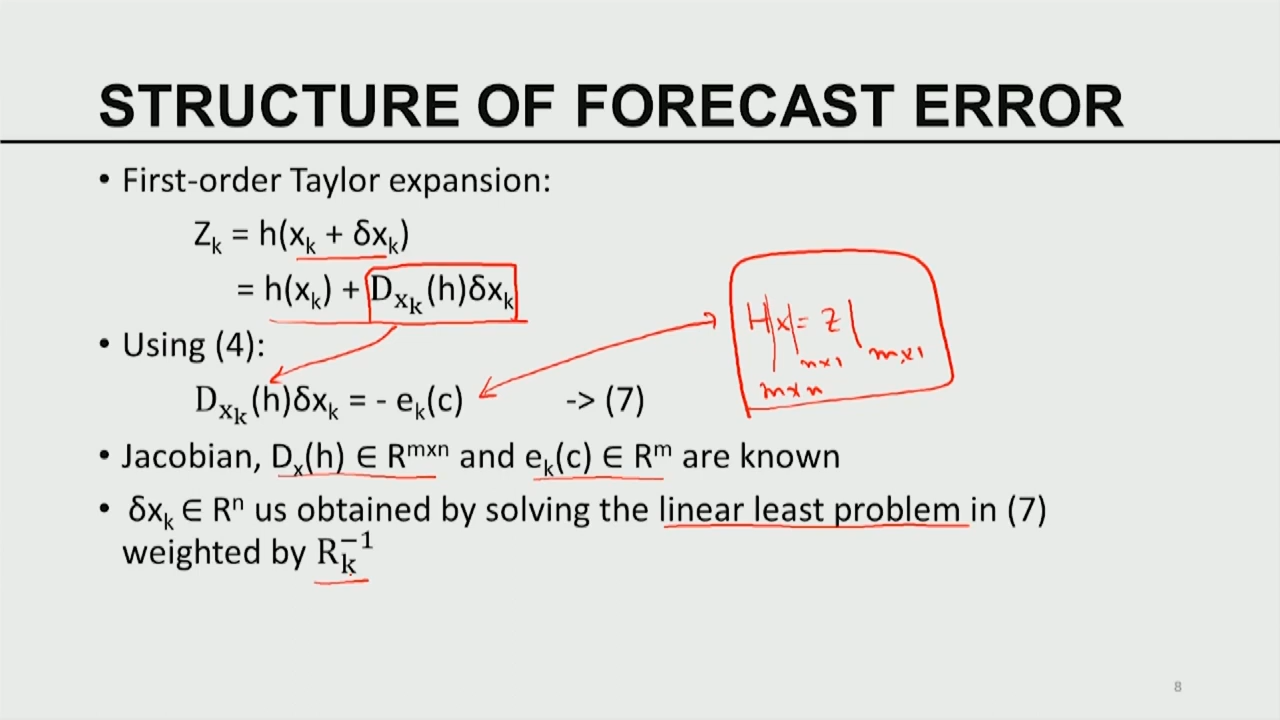 STRUCTURE OF FORECAST ERROR
• First-order Taylor expansion:
Zₖ = h(xₖ + δxₖ)
= h(xₖ) + Dₓₖ(h)δxₖ
• Using (4):
Dₓₖ(h)δxₖ = - eₖ(c) -> (7)
H x = z
n×1 m×1
m×n
• Jacobian, Dₓ(h) ∈ Rᵐˣⁿ and eₖ(c) ∈ Rᵐ are known
• δxₖ ∈ Rⁿ us obtained by solving the linear least problem in (7)
weighted by Rₖ⁻¹
8